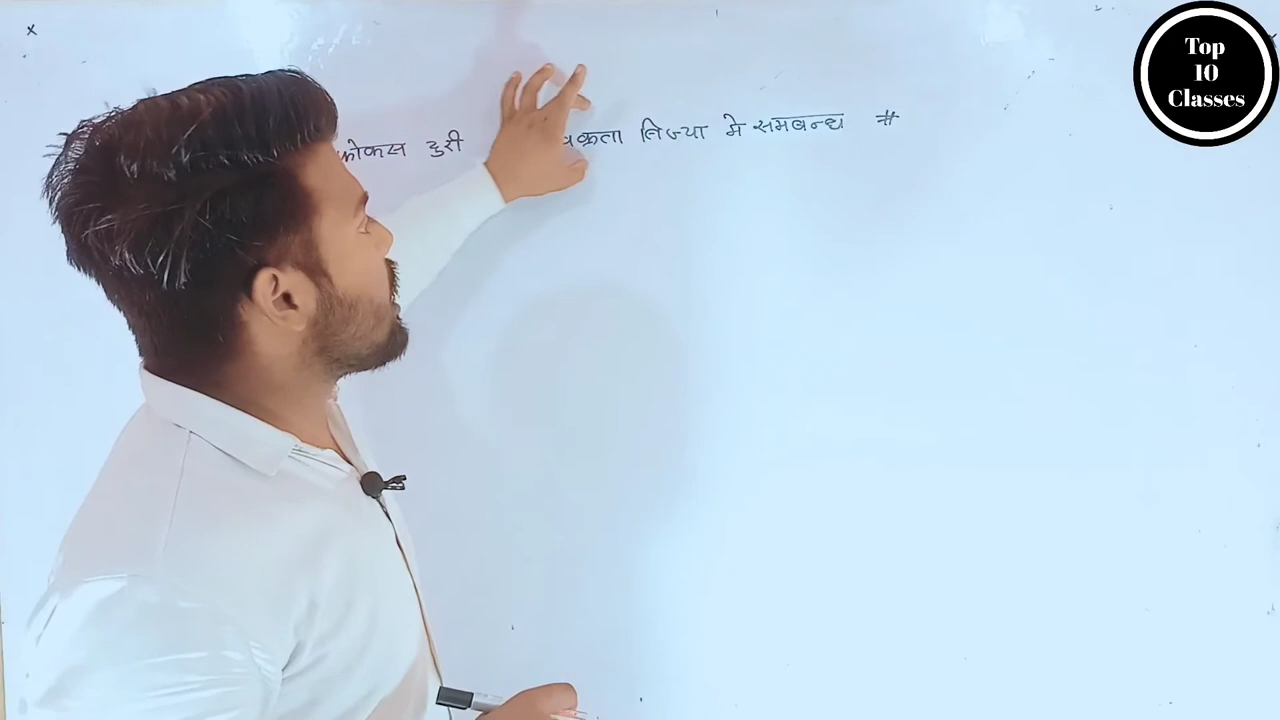 फोकस दुरी वक्रता त्रिज्या मे समबन्ध #
Top
10
Classes